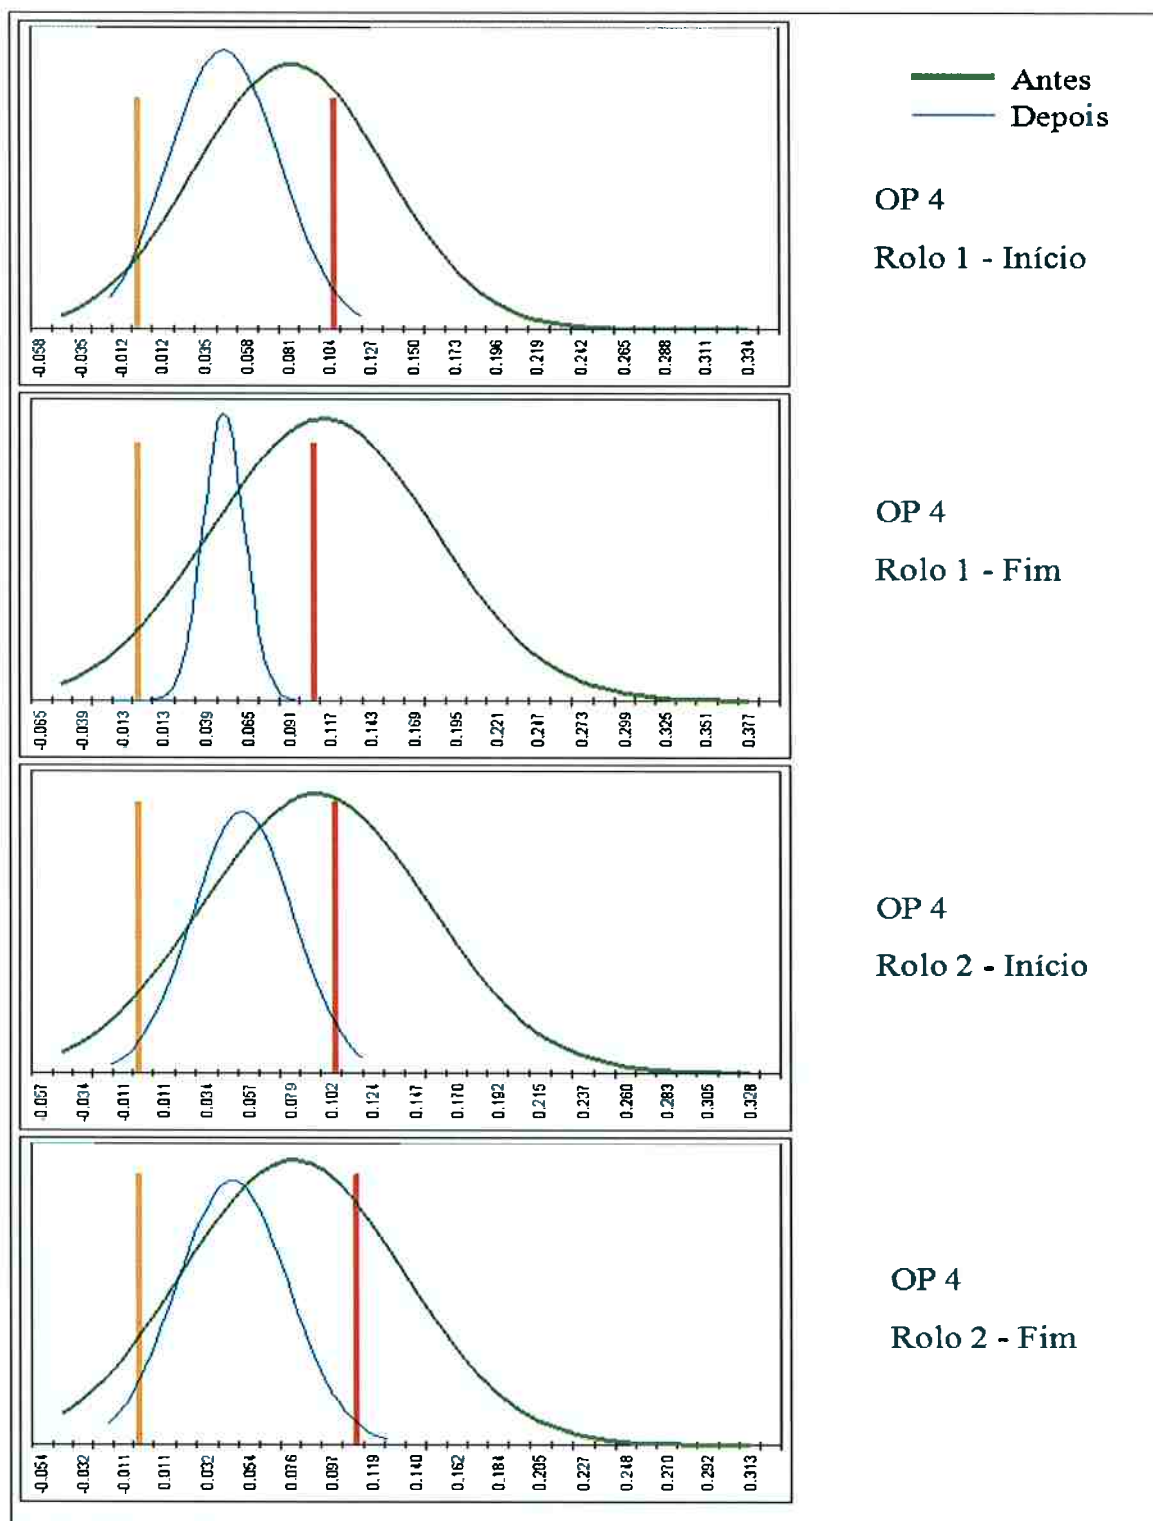 Antes
Depois
OP 4
Rolo 1 - Início
-0.058 -0.035 -0.012 0.012 0.035 0.058 0.081 0.104 0.127 0.150 0.173 0.196 0.219 0.242 0.265 0.288 0.311 0.334
OP 4
Rolo 1 - Fim
-0.065 -0.039 -0.013 0.013 0.039 0.065 0.091 0.117 0.143 0.169 0.195 0.221 0.247 0.273 0.299 0.325 0.351 0.377
OP 4
Rolo 2 - Início
-0.057 -0.034 -0.011 0.011 0.034 0.057 0.079 0.102 0.124 0.147 0.170 0.192 0.215 0.237 0.260 0.283 0.305 0.328
OP 4
Rolo 2 - Fim
-0.054 -0.032 -0.011 0.011 0.032 0.054 0.076 0.097 0.119 0.140 0.162 0.184 0.205 0.227 0.248 0.270 0.292 0.313